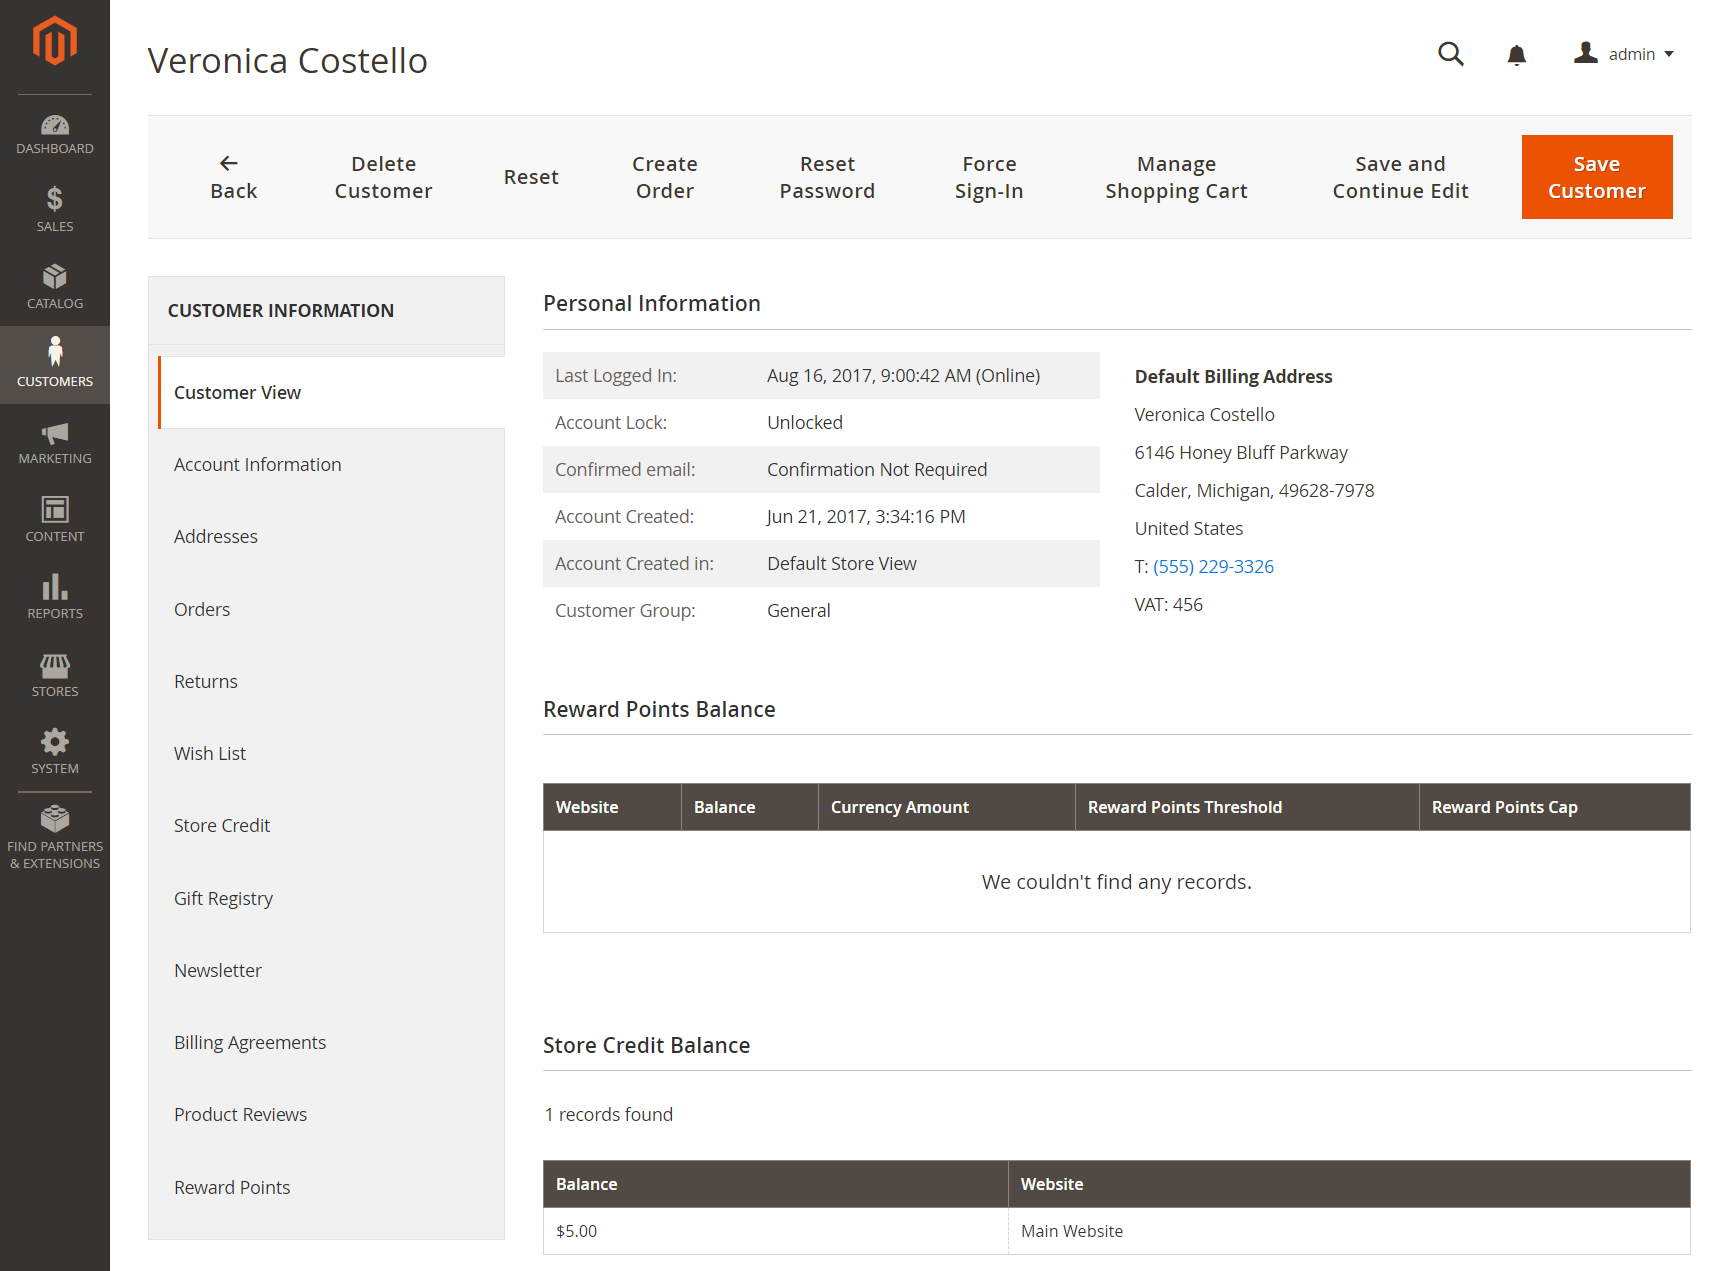 DASHBOARD
SALES
CATALOG
CUSTOMERS
MARKETING
CONTENT
REPORTS
STORES
SYSTEM
FIND PARTNERS
& EXTENSIONS
Veronica Costello
admin
Back
Delete
Customer
Reset
Create
Order
Reset
Password
Force
Sign-In
Manage
Shopping Cart
Save and
Continue Edit
Save
Customer
CUSTOMER INFORMATION
Customer View
Account Information
Addresses
Orders
Returns
Wish List
Store Credit
Gift Registry
Newsletter
Billing Agreements
Product Reviews
Reward Points
Personal Information
Last Logged In: Aug 16, 2017, 9:00:42 AM (Online)
Account Lock: Unlocked
Confirmed email: Confirmation Not Required
Account Created: Jun 21, 2017, 3:34:16 PM
Account Created in: Default Store View
Customer Group: General
Default Billing Address
Veronica Costello
6146 Honey Bluff Parkway
Calder, Michigan, 49628-7978
United States
T: (555) 229-3326
VAT: 456
Reward Points Balance
Website Balance Currency Amount Reward Points Threshold Reward Points Cap
We couldn't find any records.
Store Credit Balance
1 records found
Balance Website
$5.00 Main Website